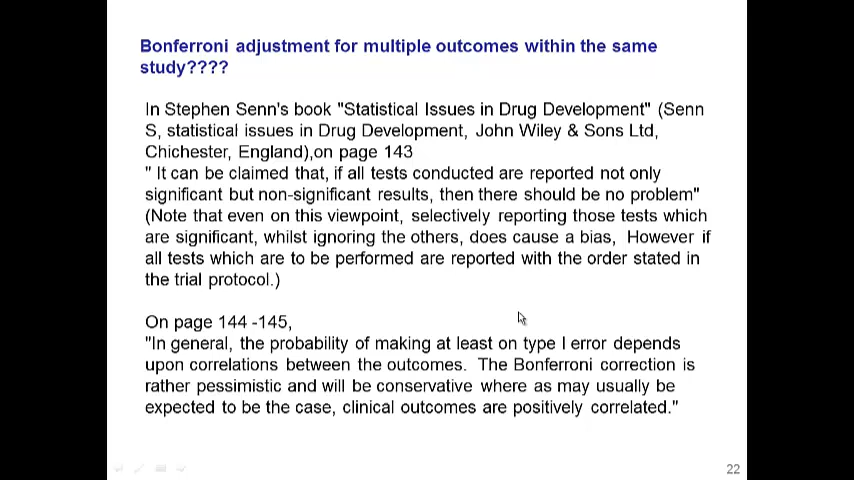 Bonferroni adjustment for multiple outcomes within the same
study????
In Stephen Senn's book "Statistical Issues in Drug Development" (Senn
S, statistical issues in Drug Development, John Wiley & Sons Ltd,
Chichester, England),on page 143
" It can be claimed that, if all tests conducted are reported not only
significant but non-significant results, then there should be no problem"
(Note that even on this viewpoint, selectively reporting those tests which
are significant, whilst ignoring the others, does cause a bias,  However if
all tests which are to be performed are reported with the order stated in
the trial protocol.)
On page 144 -145,
"In general, the probability of making at least on type I error depends
upon correlations between the outcomes.  The Bonferroni correction is
rather pessimistic and will be conservative where as may usually be
expected to be the case, clinical outcomes are positively correlated."
22